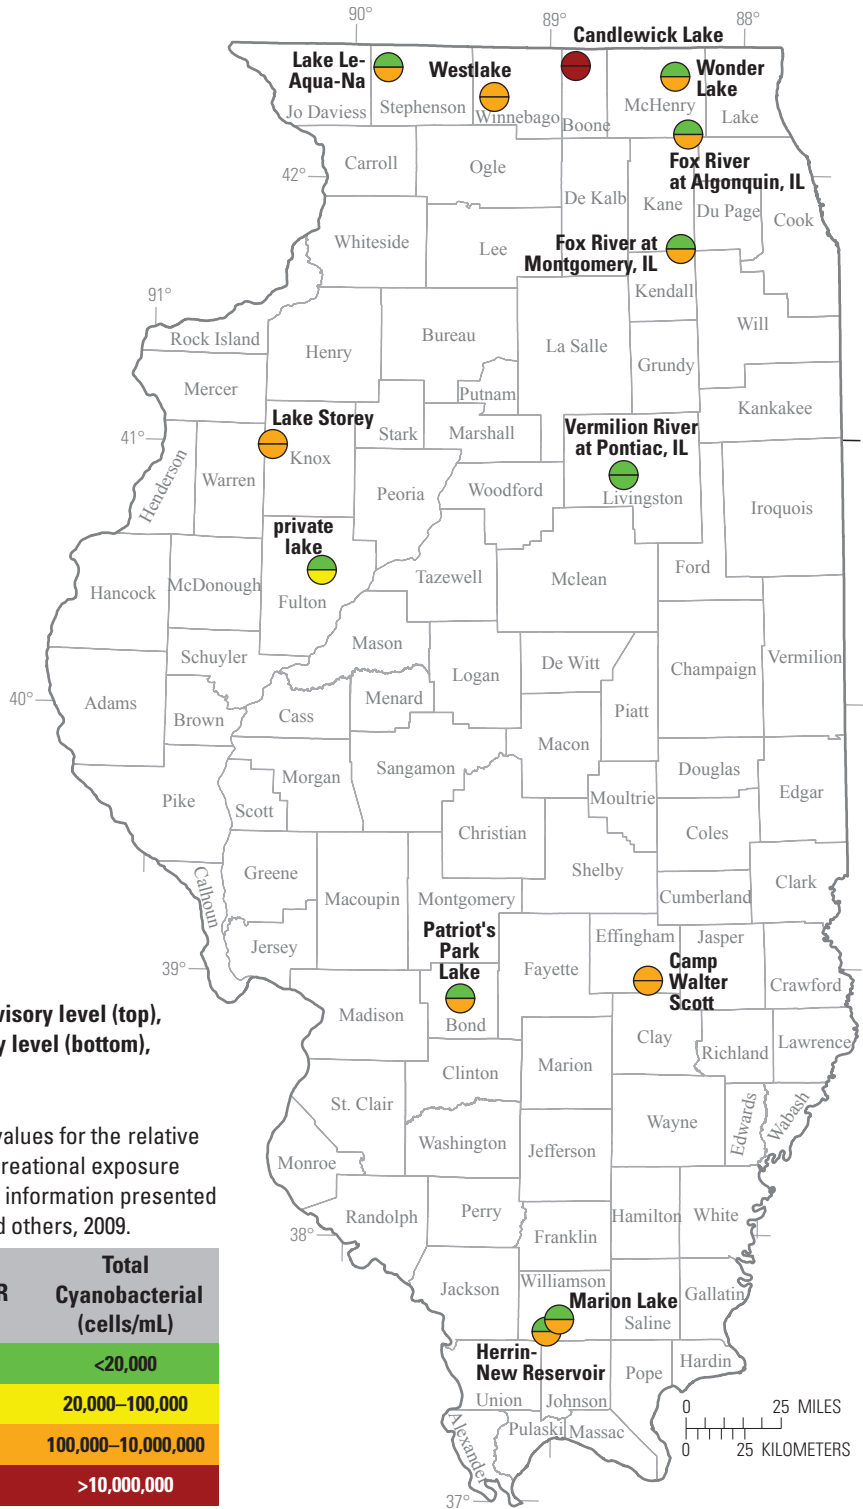 90°
89°
88°
Candlewick Lake
Lake Le-
Aqua-Na
Westlake
Wonder
Lake
Jo Daviess
Stephenson
Winnebago
Boone
McHenry
Lake
Fox River
at Algonquin, IL
42°
Carroll
Ogle
De Kalb
Kane
Du Page
Cook
Whiteside
Lee
Fox River at
Montgomery, IL
Kendall
91°
Rock Island
Henry
Bureau
La Salle
Will
Grundy
Mercer
Putnam
Kankakee
41°
Lake Storey
Knox
Stark
Marshall
Vermilion River
at Pontiac, IL
Livingston
Henderson
Warren
Peoria
Woodford
Iroquois
private
lake
Fulton
Hancock
McDonough
Tazewell
Mclean
Ford
Schuyler
Mason
Logan
De Witt
Champaign
Vermilion
40°
Adams
Brown
Cass
Menard
Piatt
Macon
Pike
Scott
Morgan
Sangamon
Douglas
Edgar
Moultrie
Christian
Coles
Shelby
Greene
Calhoun
Macoupin
Montgomery
Cumberland
Clark
Jersey
Patriot's
Park
Lake
Bond
Fayette
Effingham
Jasper
39°
Camp
Walter
Scott
Crawford
Madison
Clay
Richland
Lawrence
Clinton
Marion
St. Clair
Wayne
Edwards
Wabash
Washington
Jefferson
Monroe
Randolph
Perry
Hamilton
White
38°
Franklin
Jackson
Williamson
Marion Lake
Saline
Gallatin
Herrin-
New Reservoir
Pope
Hardin
Union
Johnson
Alexander
Pulaski
Massac
37°
0 25 MILES
0 25 KILOMETERS
visory level (top),
y level (bottom),
values for the relative
creational exposure
information presented
d others, 2009.
R
Total
Cyanobacterial
(cells/mL)
<20,000
20,000–100,000
100,000–10,000,000
>10,000,000